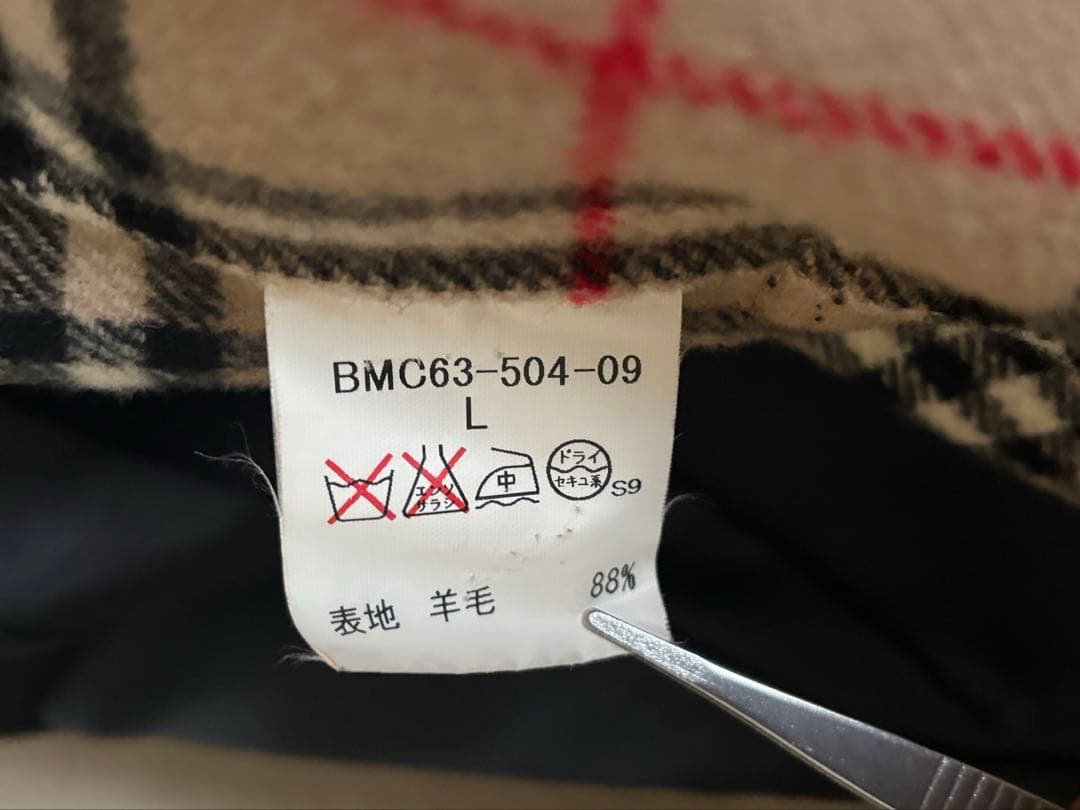 BMC63-504-09
L
エンソ
サラシ
中
ドライ
セキユ系
S9
表地 羊毛 88%